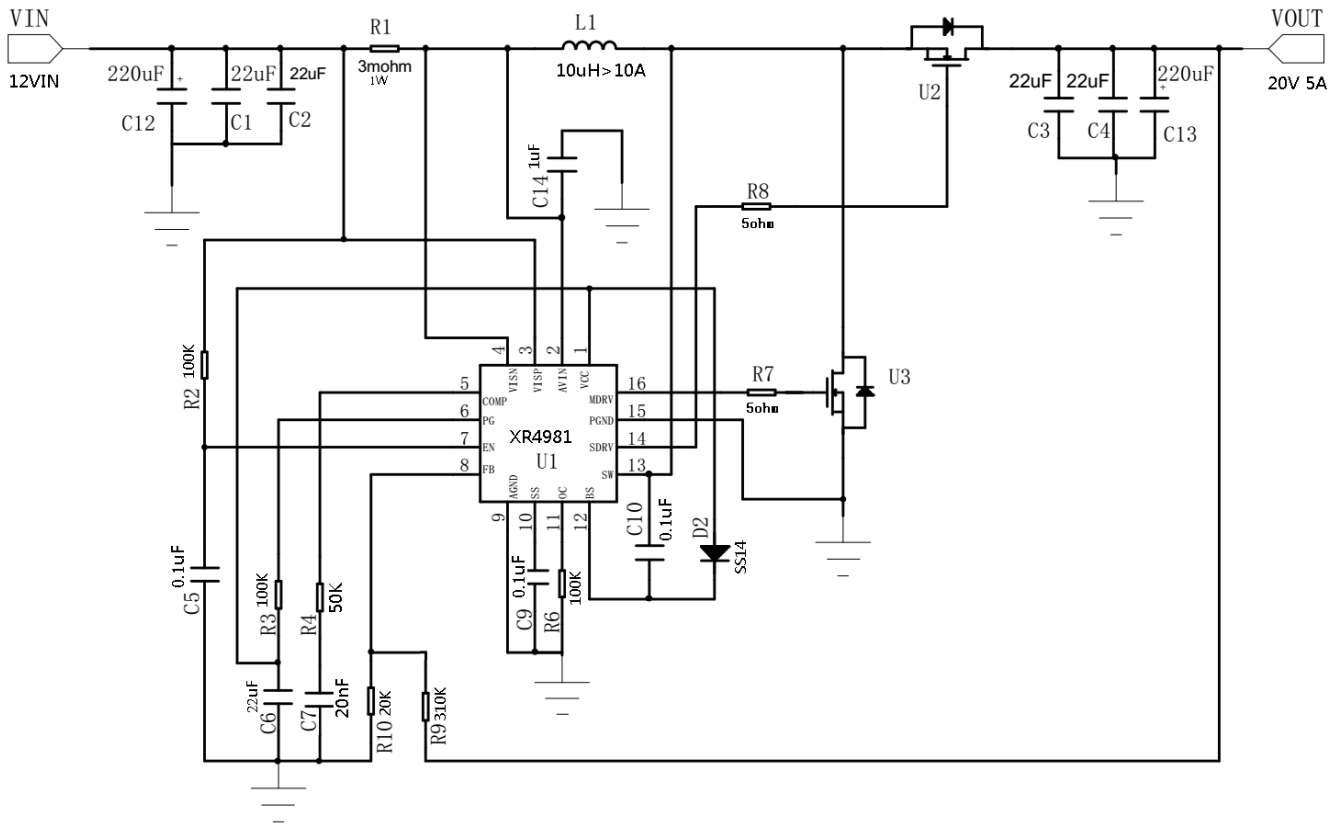 VIN
12VIN
R1
3mohm
1W
L1
10uH>10A
U2
VOUT
20V 5A
220uF
+
C12
22uF
C1
22uF
C2
22uF
C3
22uF
C4
220uF
+
C13
1uF
C14
R8
5ohm
100K
R2
4
3
2
1
VISN
VISP
AVIN
VCC
5
COMP
6
PG
7
EN
8
FB
XR4981
U1
MDRV
16
PGND
15
SDRV
14
SW
13
AGND
SS
OC
BS
9
10
11
12
R7
5ohm
U3
C10
0.1uF
D2
SS14
0.1uF
C5
100K
R3
R4
50K
0.1uF
C9
R6
100K
22uF
C6
C7
20nF
R10
20K
R9
310K